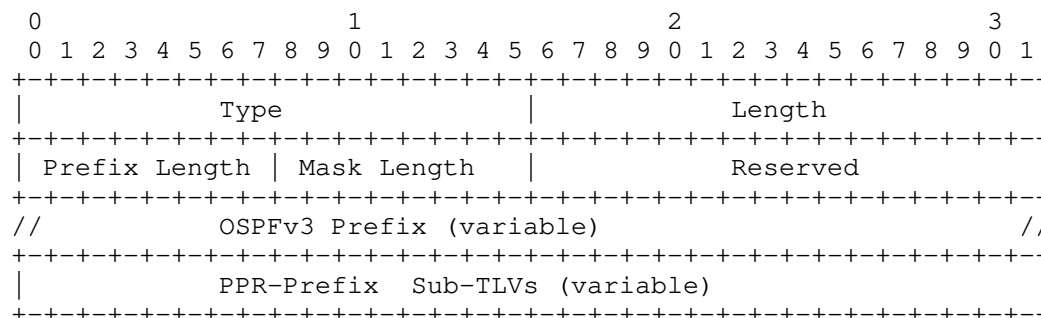 0                   1                   2                   3
0 1 2 3 4 5 6 7 8 9 0 1 2 3 4 5 6 7 8 9 0 1 2 3 4 5 6 7 8 9 0 1
+-+-+-+-+-+-+-+-+-+-+-+-+-+-+-+-+-+-+-+-+-+-+-+-+-+-+-+-+-+-+-+--
|            Type               |            Length
+-+-+-+-+-+-+-+-+-+-+-+-+-+-+-+-+-+-+-+-+-+-+-+-+-+-+-+-+-+-+-+--
| Prefix Length | Mask Length   |            Reserved
+-+-+-+-+-+-+-+-+-+-+-+-+-+-+-+-+-+-+-+-+-+-+-+-+-+-+-+-+-+-+-+--
//           OSPFv3 Prefix (variable)                          //
+-+-+-+-+-+-+-+-+-+-+-+-+-+-+-+-+-+-+-+-+-+-+-+-+-+-+-+-+-+-+-+--
|            PPR-Prefix  Sub-TLVs (variable)
+-+-+-+-+-+-+-+-+-+-+-+-+-+-+-+-+-+-+-+-+-+-+-+-+-+-+-+-+-+-+-+--